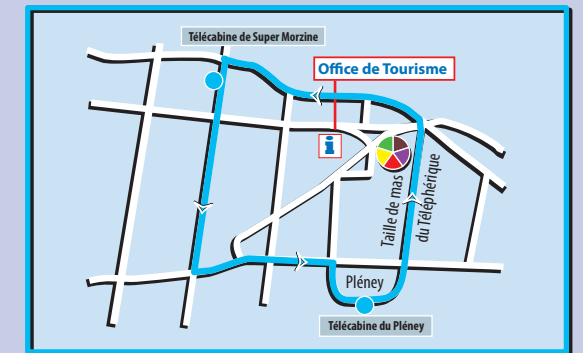 Télécabine de Super Morzine
Office de Tourisme
i
Taille de mas
du Téléphérique
Pléney
Télécabine du Pléney